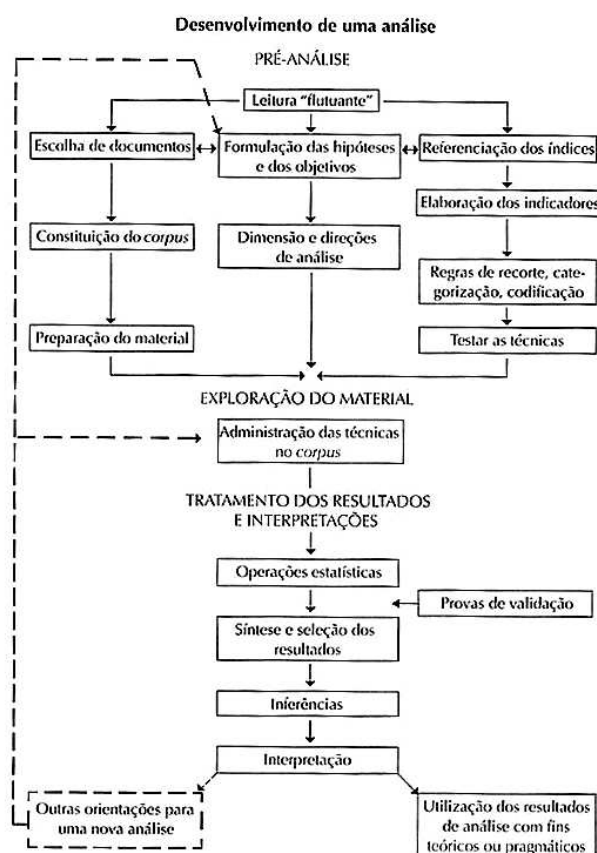 Desenvolvimento de uma análise
PRÉ-ANÁLISE
Leitura "flutuante"
Escolha de documentos
Formulação das hipóteses
e dos objetivos
Referenciação dos índices
Elaboração dos indicadores
Constituição do corpus
Dimensão e direções
de análise
Regras de recorte, cate-
gorização, codificação
Preparação do material
Testar as técnicas
EXPLORAÇÃO DO MATERIAL
Administração das técnicas
no corpus
TRATAMENTO DOS RESULTADOS
E INTERPRETAÇÕES
Operações estatísticas
Provas de validação
Síntese e seleção dos
resultados
Inferências
Interpretação
Outras orientações para
uma nova análise
Utilização dos resultados
de análise com fins
teóricos ou pragmáticos